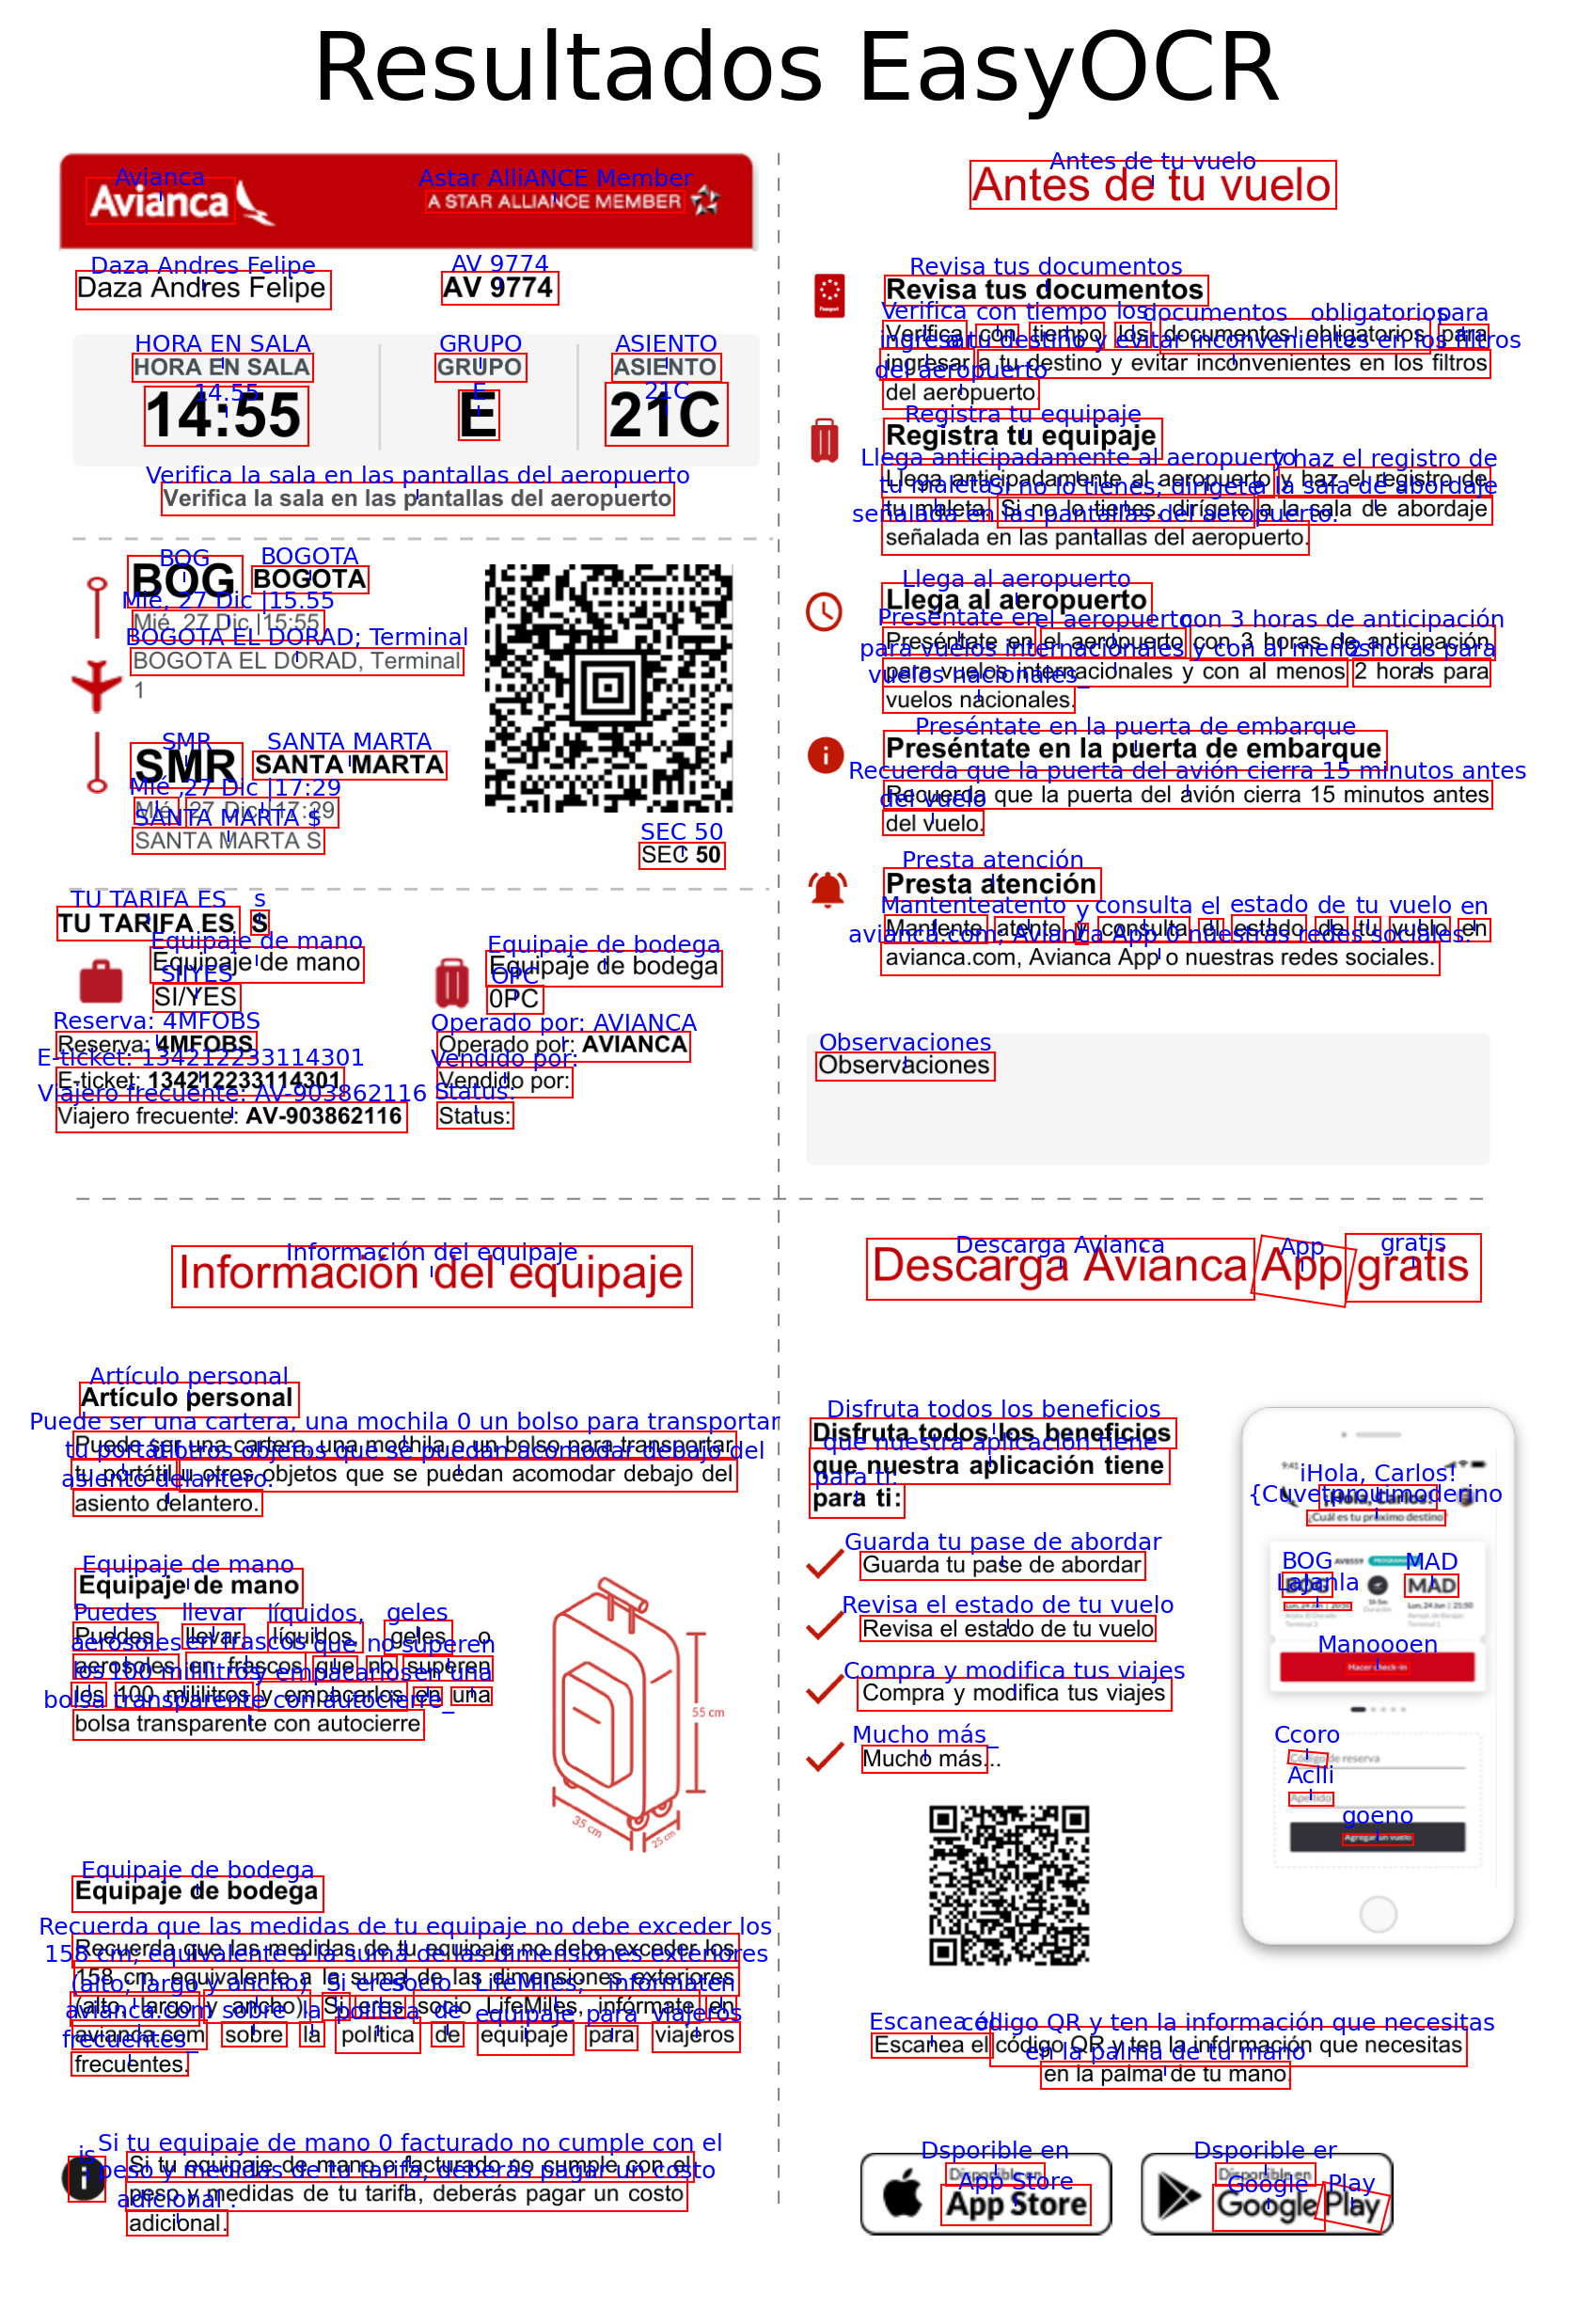 Resultados EasyOCR
Avianca
Avianca
Astar AlliANCE Member
A STAR ALLIANCE MEMBER
Daza Andres Felipe
Daza Andres Felipe
AV 9774
AV 9774
HORA EN SALA
HORA EN SALA
14.55
14:55
GRUPO
GRUPO
E
E
ASIENTO
ASIENTO
21C
21C
Verifica la sala en las pantallas del aeropuerto
Verifica la sala en las pantallas del aeropuerto
BOG
BOG
BOGOTA
BOGOTA
Mié, 27 Dic |15.55
Mié, 27 Dic |15:55
BOGOTA EL DORAD; Terminal
BOGOTA EL DORAD, Terminal
1
SMR
SMR
SANTA MARTA
SANTA MARTA
Mié ,27 Dic |17:29
Mié, 27 Dic |17:29
SANTA MARTA $
SANTA MARTA S
SEC 50
SEC 50
TU TARIFA ES s
TU TARIFA ES S
Equipaje de mano
Equipaje de mano
SIIYES
SI/YES
Equipaje de bodega
Equipaje de bodega
OPC
0PC
Reserva: 4MFOBS
Reserva: 4MFOBS
E-ticket: 134212233114301
E-ticket: 134212233114301
Viajero frecuente: AV-903862116
Viajero frecuente: AV-903862116
Operado por: AVIANCA
Operado por: AVIANCA
Vendido por:
Vendido por:
Status:
Status:
Antes de tu vuelo
Antes de tu vuelo
Revisa tus documentos
Revisa tus documentos
Verifica con tiempo los documentos obligatorios para
Verifica con tiempo los documentos obligatorios para
ingresar a tu destino y evitar inconvenientes en los filtros
ingresar a tu destino y evitar inconvenientes en los filtros
del aeropuerto
del aeropuerto.
Registra tu equipaje
Registra tu equipaje
Llega anticipadamente al aeropuerto y haz el registro de
Llega anticipadamente al aeropuerto y haz el registro de
tu maleta. Si no lo tienes, dirígete a la sala de abordaje
tu maleta. Si no lo tienes, dirígete a la sala de abordaje
señalada en las pantallas del aeropuerto.
señalada en las pantallas del aeropuerto.
Llega al aeropuerto
Llega al aeropuerto
Preséntate en el aeropuerto con 3 horas de anticipación
Preséntate en el aeropuerto con 3 horas de anticipación
para vuelos internacionales y con al menos 2 horas para
para vuelos internacionales y con al menos 2 horas para
vuelos nacionales_
vuelos nacionales.
Preséntate en la puerta de embarque
Preséntate en la puerta de embarque
Recuerda que la puerta del avión cierra 15 minutos antes
Recuerda que la puerta del avión cierra 15 minutos antes
del vuelo
del vuelo.
Presta atención
Presta atención
Mantente atento y consulta el estado de tu vuelo en
Mantente atento y consulta el estado de tu vuelo en
avianca.com, Avianca App 0 nuestras redes sociales.
avianca.com, Avianca App o nuestras redes sociales.
Observaciones
Observaciones
Información del equipaje
Información del equipaje
Artículo personal
Artículo personal
Puede ser una cartera, una mochila 0 un bolso para transportar
Puede ser una cartera, una mochila o un bolso para transportar
tu portátil otros objetos que se puedan acomodar debajo del
tu portátil u otros objetos que se puedan acomodar debajo del
asiento delantero.
asiento delantero.
Equipaje de mano
Equipaje de mano
Puedes llevar líquidos, geles
Puedes llevar líquidos, geles o
aerosoles en frascos que no superen
aerosoles en frascos que no superen
los 100 mililitros y empacarlos en una
los 100 mililitros y empacarlos en una
bolsa transparente con autocierre_
bolsa transparente con autocierre.
55 cm
35 cm
25 cm
Equipaje de bodega
Equipaje de bodega
Recuerda que las medidas de tu equipaje no debe exceder los
Recuerda que las medidas de tu equipaje no debe exceder los
158 cm; equivalente a la suma de las dimensiones exteriores
158 cm, equivalente a la suma de las dimensiones exteriores
(alto; largo y ancho) Si eres socio LifeMiles, infórmate en
(alto, largo y ancho). Si eres socio LifeMiles, infórmate en
avianca.com sobre la política de equipaje para viajeros
avianca.com sobre la política de equipaje para viajeros
frecuentes_
frecuentes.
is
Si tu equipaje de mano 0 facturado no cumple con el
Si tu equipaje de mano o facturado no cumple con el
peso y medidas de tu tarifa, deberás pagar un costo
peso y medidas de tu tarifa, deberás pagar un costo
adicional .
adicional.
Descarga Avianca App gratis
Descarga Avianca App gratis
Disfruta todos los beneficios
Disfruta todos los beneficios
que nuestra aplicación tiene
que nuestra aplicación tiene
para ti:
para ti:
Guarda tu pase de abordar
Guarda tu pase de abordar
Revisa el estado de tu vuelo
Revisa el estado de tu vuelo
Compra y modifica tus viajes
Compra y modifica tus viajes
Mucho más_
Mucho más...
9:41
¡Hola, Carlos!
¡Hola, Carlos!
¿Cuál es tu próximo destino?
AV8559
BOG
BOG
MAD
MAD
Lun, 24 Jun | 21:50
Manoooen
Hacer check-in
Ccoro
Código de reserva
Aclli
Apellido
goeno
Agregar un vuelo
Escanea el código QR y ten la información que necesitas
Escanea el código QR y ten la información que necesitas
en la palma de tu mano
en la palma de tu mano.
Dsporible en
Disponible en
App Store
App Store
Dsporible er
Disponible en
Google Play
Google Play